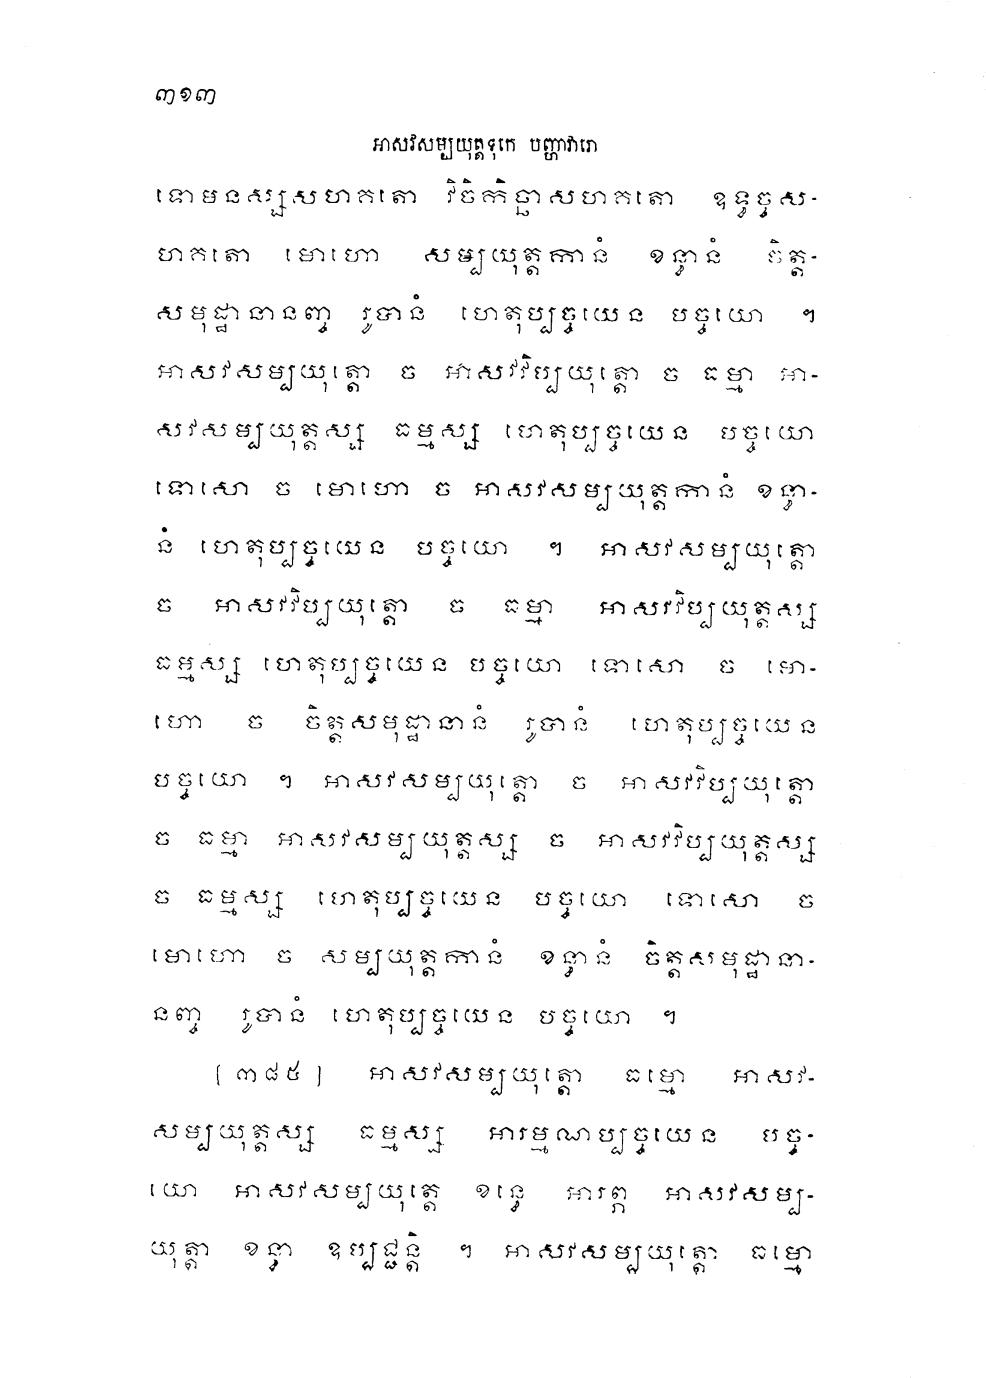 ៣១៣
អាសវសម្បយុត្តទុកេ បញ្ហាវារោ
ទោមនស្សសហគតោ វិចិកិច្ឆាសហគតោ ឧទ្ធច្ចស-
ហគតោ មោហោ សម្បយុត្តកានំ ខន្ធានំ ចិត្ត-
សមុដ្ឋានានញ្ច រូបានំ ហេតុប្បច្ចយេន បច្ចយោ ។
អាសវសម្បយុត្តោ ច អាសវវិប្បយុត្តោ ច ធម្មា អា-
សវសម្បយុត្តស្ស ធម្មស្ស ហេតុប្បច្ចយេន បច្ចយោ
ទោសោ ច មោហោ ច អាសវសម្បយុត្តកានំ ខន្ធា-
នំ ហេតុប្បច្ចយេន បច្ចយោ ។ អាសវសម្បយុត្តោ
ច អាសវវិប្បយុត្តោ ច ធម្មា អាសវវិប្បយុត្តស្ស
ធម្មស្ស ហេតុប្បច្ចយេន បច្ចយោ ទោសោ ច មោ-
ហោ ច ចិត្តសមុដ្ឋានានំ រូបានំ ហេតុប្បច្ចយេន
បច្ចយោ ។ អាសវសម្បយុត្តោ ច អាសវវិប្បយុត្តោ
ច ធម្មា អាសវសម្បយុត្តស្ស ច អាសវវិប្បយុត្តស្ស
ច ធម្មស្ស ហេតុប្បច្ចយេន បច្ចយោ ទោសោ ច
មោហោ ច សម្បយុត្តកានំ ខន្ធានំ ចិត្តសមុដ្ឋានា-
នញ្ច រូបានំ ហេតុប្បច្ចយេន បច្ចយោ ។
[ ៣៨៥ ] អាសវសម្បយុត្តោ ធម្មោ អាសវ-
សម្បយុត្តស្ស ធម្មស្ស អារម្មណប្បច្ចយេន បច្ច-
យោ អាសវសម្បយុត្តេ ខន្ធេ អារព្ភ អាសវសម្ប-
យុត្តា ខន្ធា ឧប្បជ្ជន្តិ ។ អាសវសម្បយុត្តោ ធម្មោ